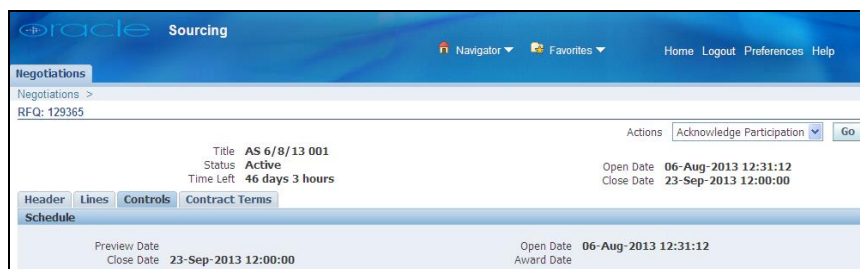 oracle Sourcing
Navigator Favorites Home Logout Preferences Help
Negotiations
Negotiations >
RFQ: 129365
Actions Acknowledge Participation Go
Title AS 6/8/13 001
Status Active
Time Left 46 days 3 hours
Open Date 06-Aug-2013 12:31:12
Close Date 23-Sep-2013 12:00:00
Header Lines Controls Contract Terms
Schedule
Preview Date
Close Date 23-Sep-2013 12:00:00
Open Date 06-Aug-2013 12:31:12
Award Date